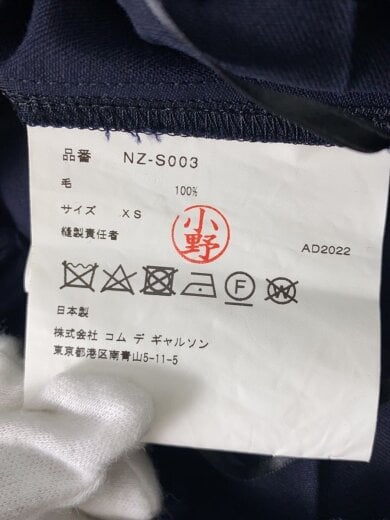 品番 NZ-S003
毛 100%
サイズ XS
縫製責任者 小野 AD2022
F W
日本製
株式会社 コム デ ギャルソン
東京都港区南青山5-11-5